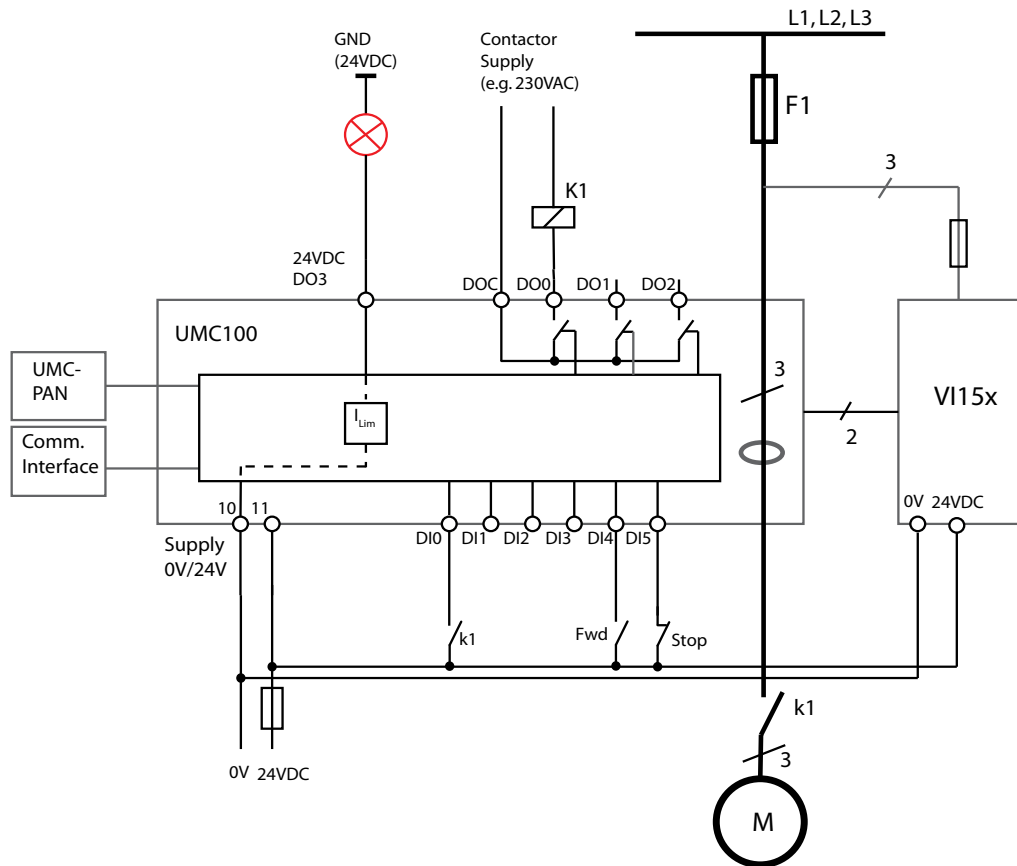 L1, L2, L3
GND
(24VDC)
Contactor
Supply
(e.g. 230VAC)
F1
3
K1
24VDC
DO3
DOC
DO0
DO1
DO2
UMC100
UMC-
PAN
3
VI15x
I Lim
2
Comm.
Interface
10
11
0V
24VDC
DI0
DI1
DI2
DI3
DI4
DI5
Supply
0V/24V
k1
Fwd
Stop
k1
3
0V
24VDC
M